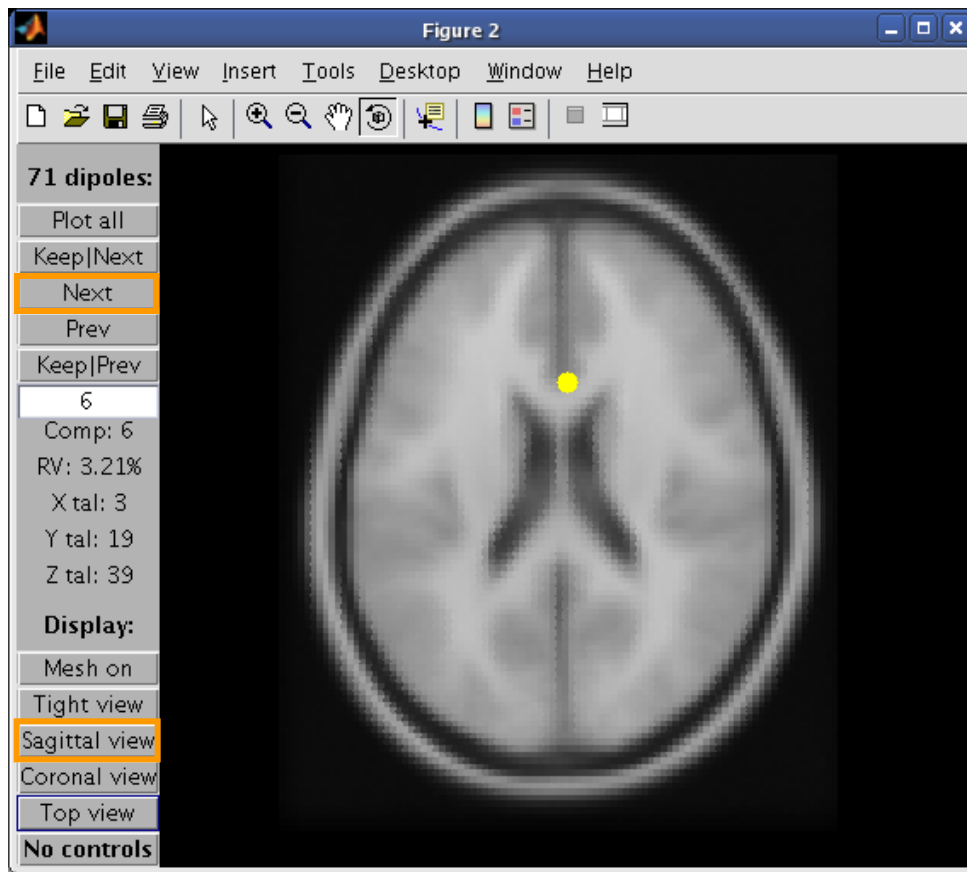 Figure 2
File Edit View Insert Tools Desktop Window Help
71 dipoles:
Plot all
Keep|Next
Next
Prev
Keep|Prev
6
Comp: 6
RV: 3.21%
X tal: 3
Y tal: 19
Z tal: 39
Display:
Mesh on
Tight view
Sagittal view
Coronal view
Top view
No controls